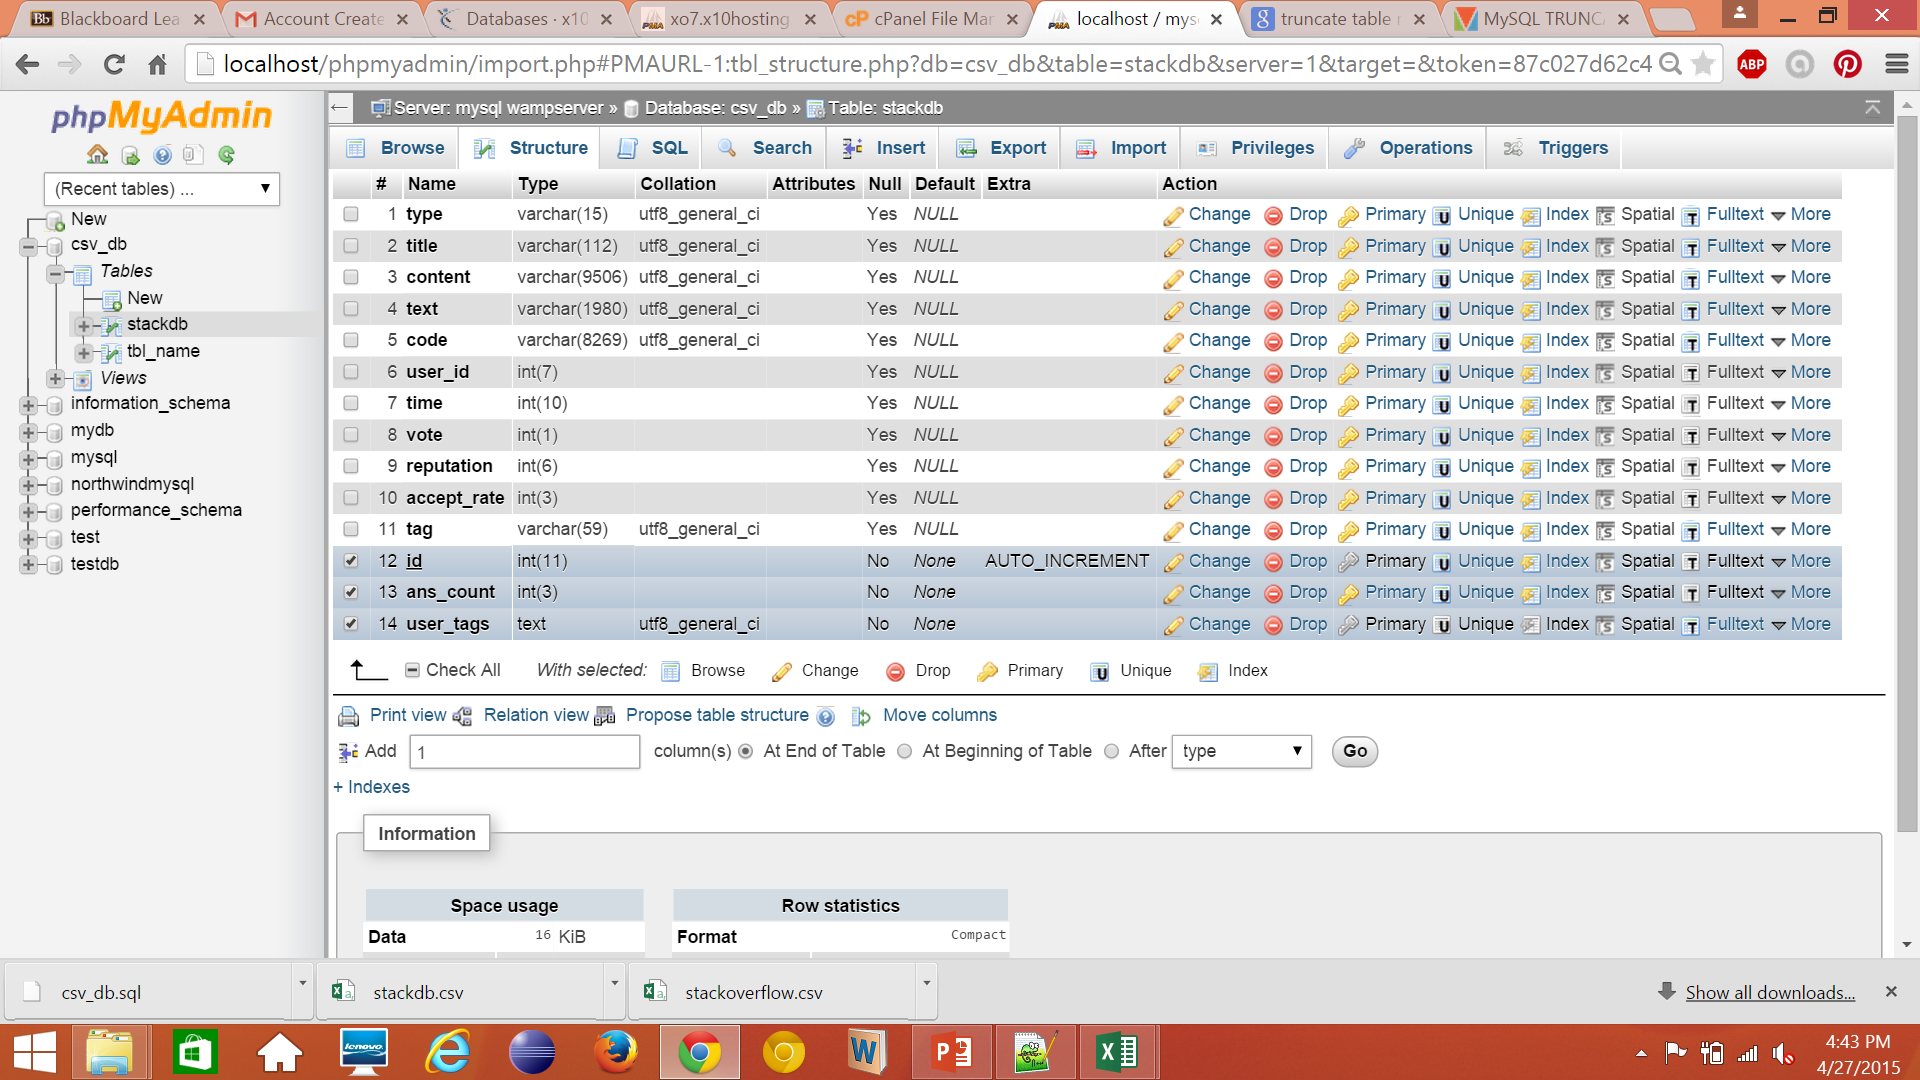 Blackboard Lea
Account Create
Databases · x10
xo7.x10hosting
cPanel File Mar
localhost / mys
truncate table r
MySQL TRUNC
localhost/phpmyadmin/import.php#PMAURL-1:tbl_structure.php?db=csv_db&table=stackdb&server=1&target=&token=87c027d62c4
ABP
phpMyAdmin
(Recent tables) ...
New
csv_db
Tables
New
stackdb
tbl_name
Views
information_schema
mydb
mysql
northwindmysql
performance_schema
test
testdb
Server: mysql wampserver » Database: csv_db » Table: stackdb
Browse Structure SQL Search Insert Export Import Privileges Operations Triggers
# Name Type Collation Attributes Null Default Extra Action
1 type varchar(15) utf8_general_ci Yes NULL Change Drop Primary Unique Index Spatial Fulltext More
2 title varchar(112) utf8_general_ci Yes NULL Change Drop Primary Unique Index Spatial Fulltext More
3 content varchar(9506) utf8_general_ci Yes NULL Change Drop Primary Unique Index Spatial Fulltext More
4 text varchar(1980) utf8_general_ci Yes NULL Change Drop Primary Unique Index Spatial Fulltext More
5 code varchar(8269) utf8_general_ci Yes NULL Change Drop Primary Unique Index Spatial Fulltext More
6 user_id int(7) Yes NULL Change Drop Primary Unique Index Spatial Fulltext More
7 time int(10) Yes NULL Change Drop Primary Unique Index Spatial Fulltext More
8 vote int(1) Yes NULL Change Drop Primary Unique Index Spatial Fulltext More
9 reputation int(6) Yes NULL Change Drop Primary Unique Index Spatial Fulltext More
10 accept_rate int(3) Yes NULL Change Drop Primary Unique Index Spatial Fulltext More
11 tag varchar(59) utf8_general_ci Yes NULL Change Drop Primary Unique Index Spatial Fulltext More
12 id int(11) No None AUTO_INCREMENT Change Drop Primary Unique Index Spatial Fulltext More
13 ans_count int(3) No None Change Drop Primary Unique Index Spatial Fulltext More
14 user_tags text utf8_general_ci No None Change Drop Primary Unique Index Spatial Fulltext More
Check All With selected: Browse Change Drop Primary Unique Index
Print view Relation view Propose table structure Move columns
Add 1 column(s) At End of Table At Beginning of Table After type Go
+ Indexes
Information
Space usage
Data 16 KiB
Row statistics
Format Compact
csv_db.sql
stackdb.csv
stackoverflow.csv
Show all downloads...
lenovo
4:43 PM
4/27/2015